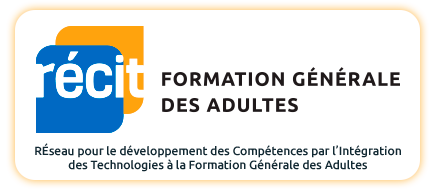 récit
FORMATION GÉNÉRALE
DES ADULTES
RÉseau pour le développement des Compétences par l’Intégration
des Technologies à la Formation Générale des Adultes